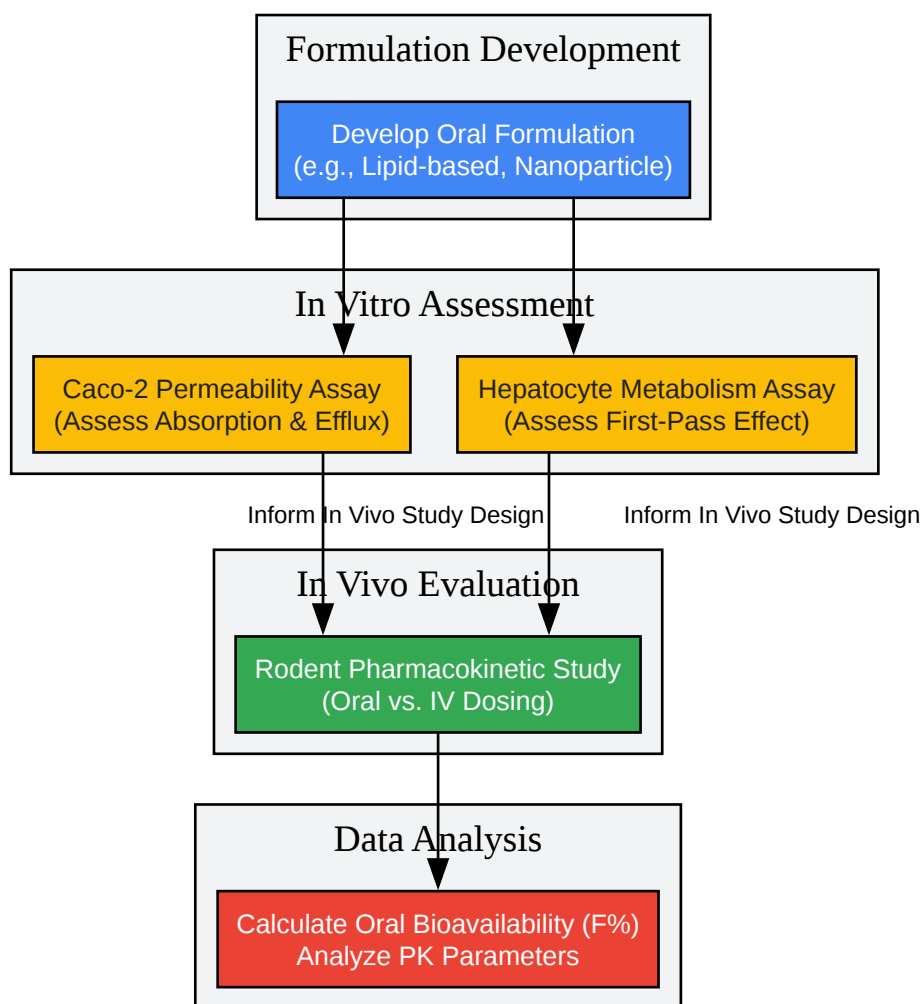 Formulation Development
Develop Oral Formulation
(e.g., Lipid-based, Nanoparticle)
In Vitro Assessment
Caco-2 Permeability Assay
(Assess Absorption & Efflux)
Hepatocyte Metabolism Assay
(Assess First-Pass Effect)
Inform In Vivo Study Design
Inform In Vivo Study Design
In Vivo Evaluation
Rodent Pharmacokinetic Study
(Oral vs. IV Dosing)
Data Analysis
Calculate Oral Bioavailability (F%)
Analyze PK Parameters